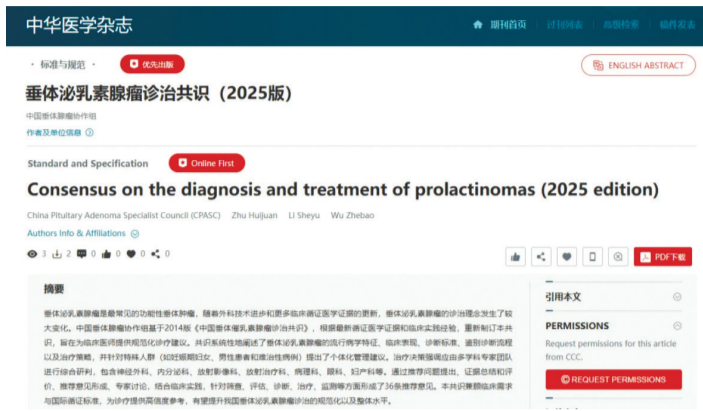 中华医学杂志
期刊首页 过刊列表 高级检索 稿件发表
· 标准与规范 · 优先出版
ENGLISH ABSTRACT
垂体泌乳素腺瘤诊治共识（2025版）
中国垂体腺瘤协作组
作者及单位信息
Standard and Specification Online First
Consensus on the diagnosis and treatment of prolactinomas (2025 edition)
China Pituitary Adenoma Specialist Council (CPASC) Zhu Huijuan Li Sheyu Wu Zhebao
Authors Info & Affiliations
3 2 0 0 0 0
PDF下载
摘要
垂体泌乳素腺瘤是最常见的功能性垂体肿瘤，随着外科技术进步和更多临床循证医学证据的更新，垂体泌乳素腺瘤的诊治理念发生了较
大变化。中国垂体腺瘤协作组基于2014版《中国垂体催乳素腺瘤诊治共识》，根据最新循证医学证据和临床实践经验，重新制订本共
识，旨在为临床医师提供规范化诊疗建议。共识系统性地阐述了垂体泌乳素腺瘤的流行病学特征、临床表现、诊断标准、鉴别诊断流程
以及治疗策略，并针对特殊人群（如妊娠期妇女、男性患者和难治性病例）提出了个体化管理建议。治疗决策强调应由多学科专家团队
进行综合研判，包含神经外科、内分泌科、放射影像科、放射治疗科、病理科、眼科、妇产科等。通过推荐问题提出、证据总结和评
价、推荐意见形成、专家讨论，结合临床实践，针对筛查、评估、诊断、治疗、监测等方面形成了36条推荐意见。本共识兼顾临床需求
与国际循证标准，为诊疗提供高值度参考，有望提升我国垂体泌乳素腺瘤诊治的规范化以及整体水平。
引用本文
PERMISSIONS
Request permissions for this article
from CCC.
REQUEST PERMISSIONS